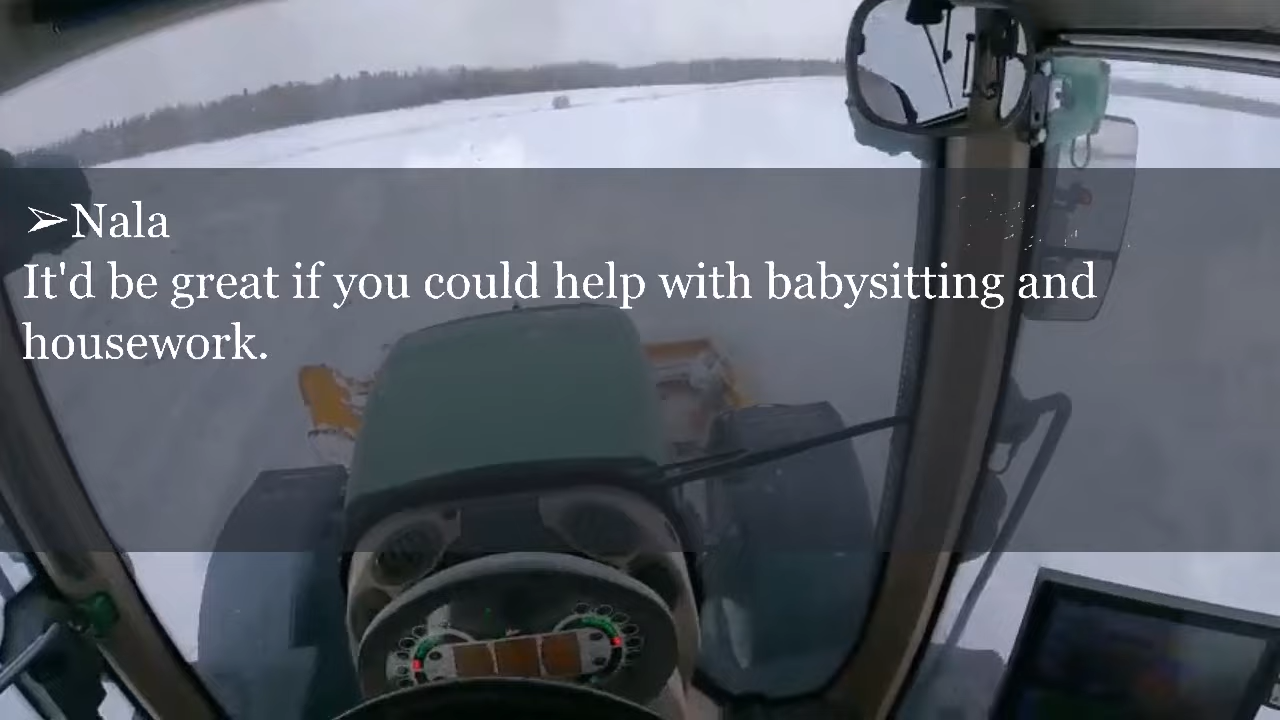 ➢Nala
It'd be great if you could help with babysitting and
housework.